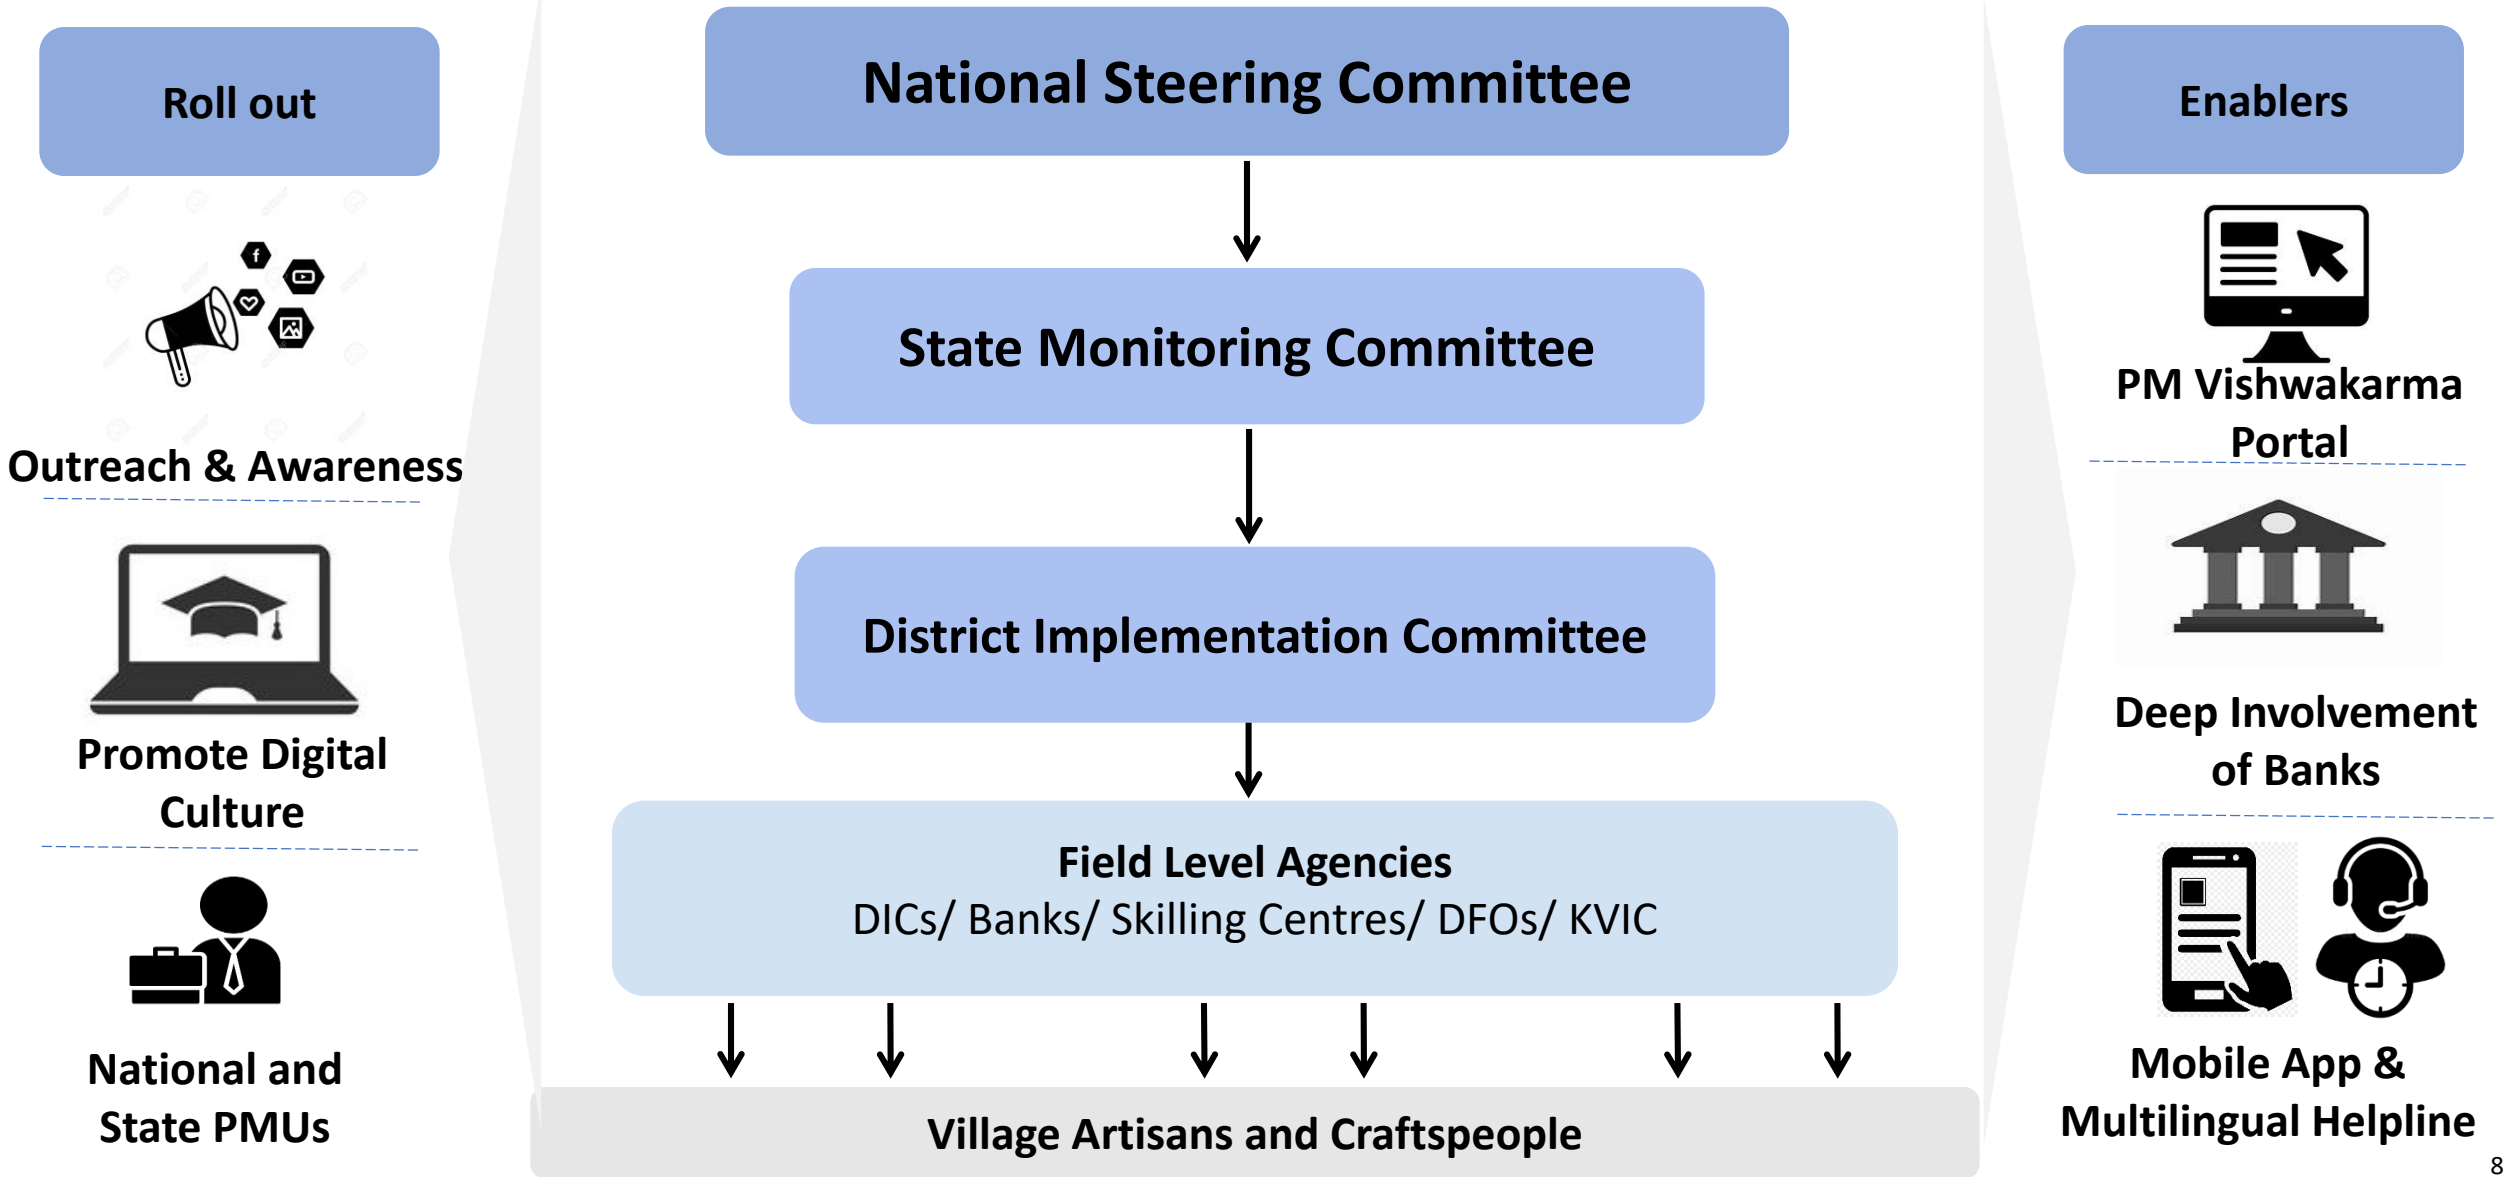 Roll out
Outreach & Awareness
Promote Digital
Culture
National and
State PMUs
National Steering Committee
State Monitoring Committee
District Implementation Committee
Field Level Agencies
DICs/ Banks/ Skilling Centres/ DFOs/ KVIC
Village Artisans and Craftspeople
Enablers
PM Vishwakarma
Portal
Deep Involvement
of Banks
Mobile App &
Multilingual Helpline
8